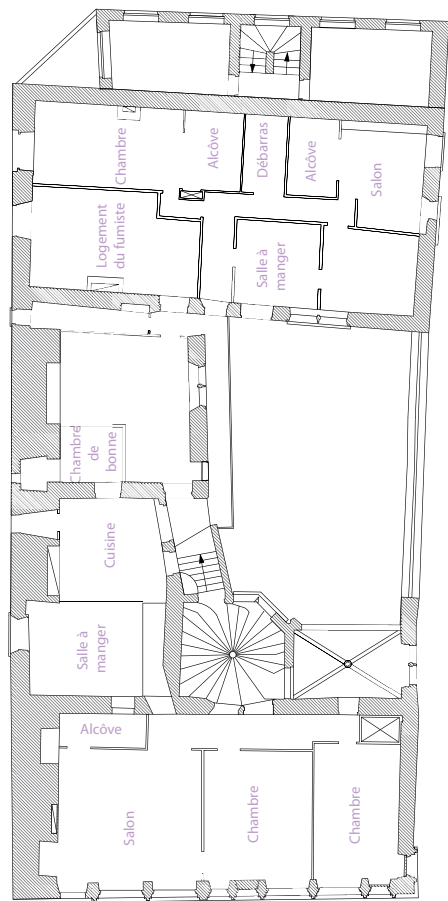 Chambre
Alcôve
Débarras
Alcôve
Salon
Logement
du fumiste
Salle à
manger
Chambre
de
bonne
Cuisine
Salle à
manger
Alcôve
Salon
Chambre
Chambre